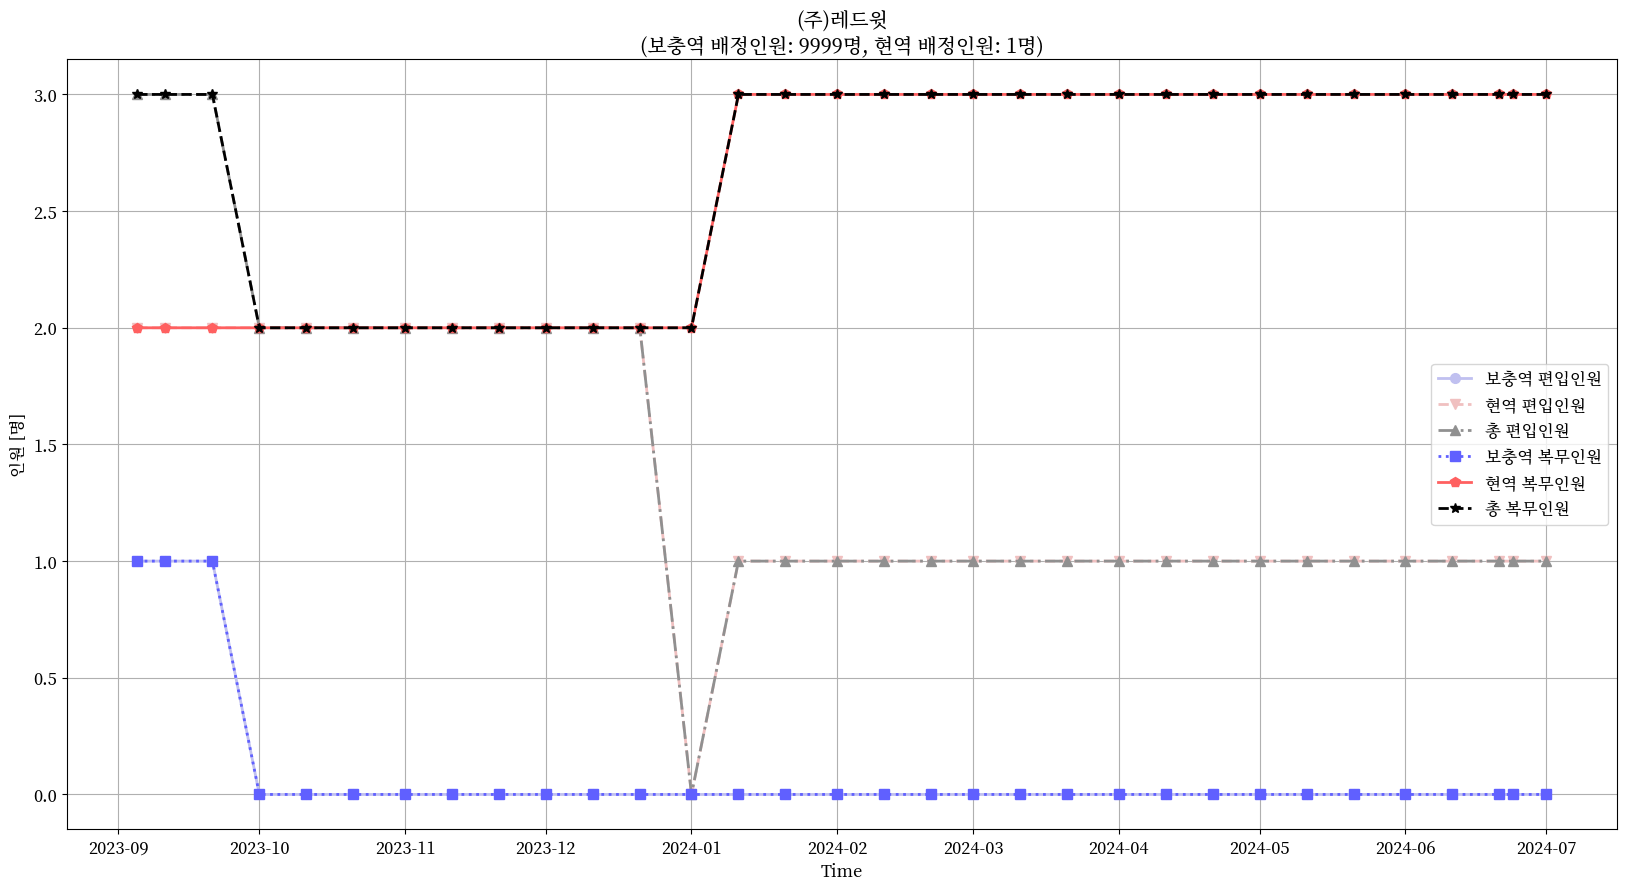 (주)레드윗
(보충역 배정인원: 9999명, 현역 배정인원: 1명)
3.0
2.5
2.0
1.5
1.0
0.5
0.0
인원 [명]
보충역 편입인원
현역 편입인원
총 편입인원
보충역 복무인원
현역 복무인원
총 복무인원
2023-09 2023-10 2023-11 2023-12 2024-01 2024-02 2024-03 2024-04 2024-05 2024-06 2024-07
Time